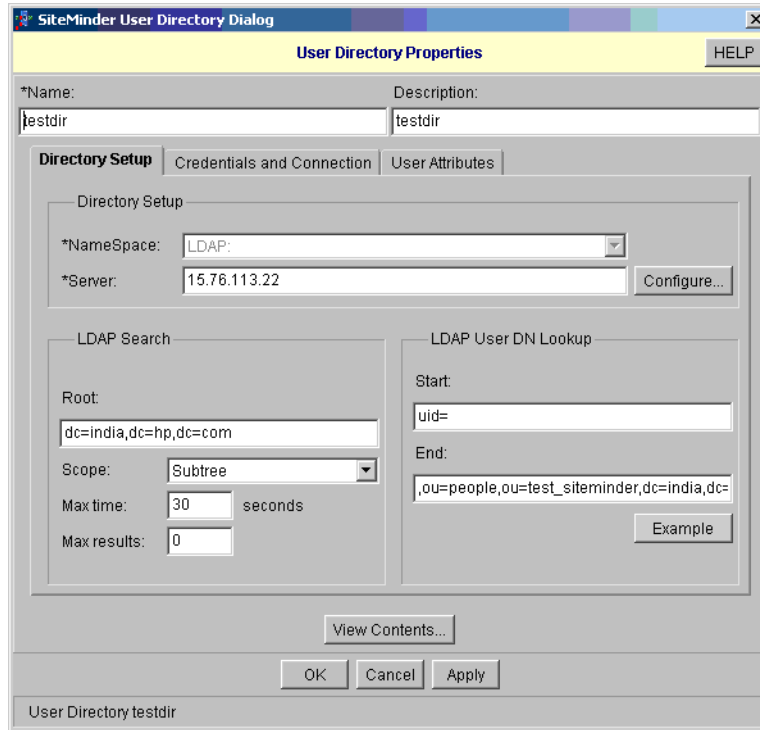 SiteMinder User Directory Dialog
User Directory Properties
HELP
*Name: Description:
testdir testdir
Directory Setup Credentials and Connection User Attributes
Directory Setup
*NameSpace: LDAP:
*Server: 15.76.113.22 Configure...
LDAP Search
Root:
dc=india,dc=hp,dc=com
Scope: Subtree
Max time: 30 seconds
Max results: 0
LDAP User DN Lookup
Start:
uid=
End:
,ou=people,ou=test_siteminder,dc=india,dc=
Example
View Contents...
OK Cancel Apply
User Directory testdir